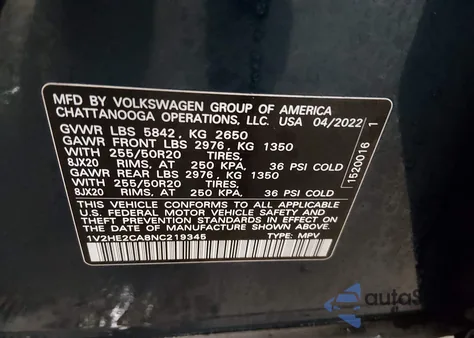 MFD BY VOLKSWAGEN GROUP OF AMERICA
CHATTANOOGA OPERATIONS, LLC. USA 04/2022
GVWR LBS 5842, KG 2650
GAWR FRONT LBS 2976, KG 1350
WITH 255/50R20 TIRES,
8JX20 RIMS, AT 250 KPA, 36 PSI COLD
GAWR REAR LBS 2976, KG 1350
WITH 255/50R20 TIRES,
8JX20 RIMS, AT 250 KPA, 36 PSI COLD
THIS VEHICLE CONFORMS TO ALL APPLICABLE
U.S. FEDERAL MOTOR VEHICLE SAFETY AND
THEFT PREVENTION STANDARDS IN EFFECT ON THE
DATE OF MANUFACTURE SHOWN ABOVE.
1V2HE2CA8NC219345 TYPE: MPV
1520016 1